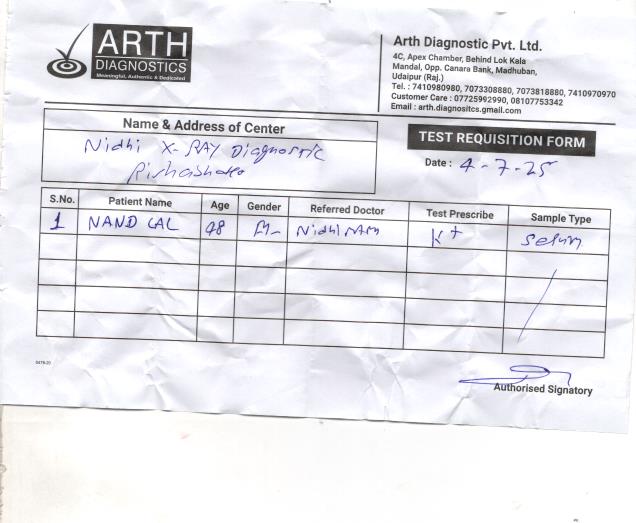 ARTH
DIAGNOSTICS
Meaningful, Authentic & Dedicated
Arth Diagnostic Pvt. Ltd.
4C, Apex Chamber, Behind Lok Kala
Mandal, Opp. Canara Bank, Madhuban,
Udaipur (Raj.)
Tel. : 7410980980, 7073308880, 7073818880, 7410970970
Customer Care : 07725992990, 08107753342
Email : arth.diagnositcs.gmail.com
Name & Address of Center
Nidhi X-RAY Diagnostic
TEST REQUISITION FORM
Date : 4-7-25
S.No. Patient Name Age Gender Referred Doctor Test Prescribe Sample Type
1 NAND LAL M- Nidhi K+ Serum
0478-20
Authorised Signatory